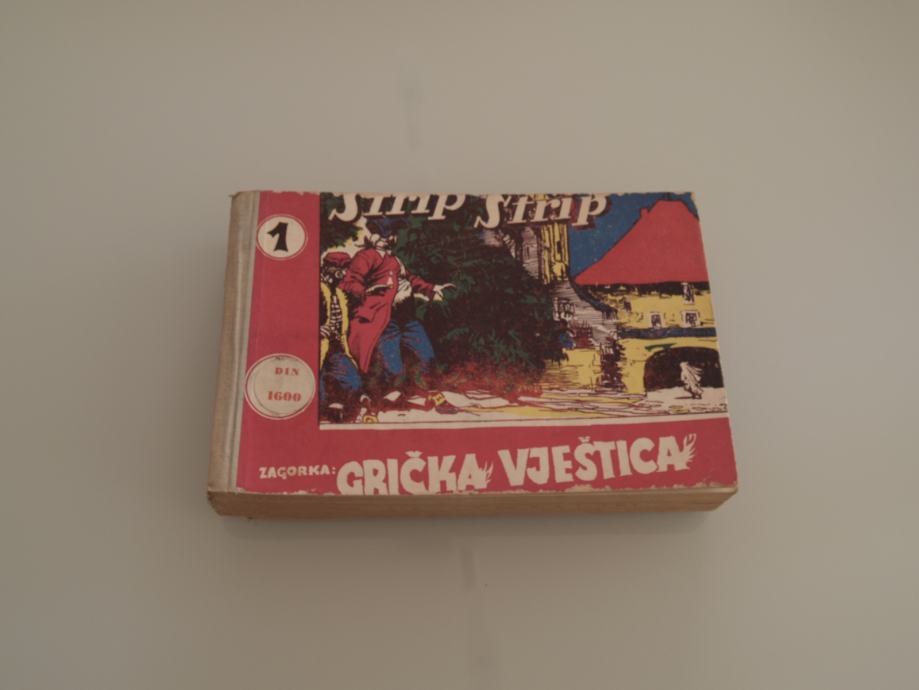 Strip Strip
1
DIN
1600
ZAGORKA: GRIČKA VJEŠTICA